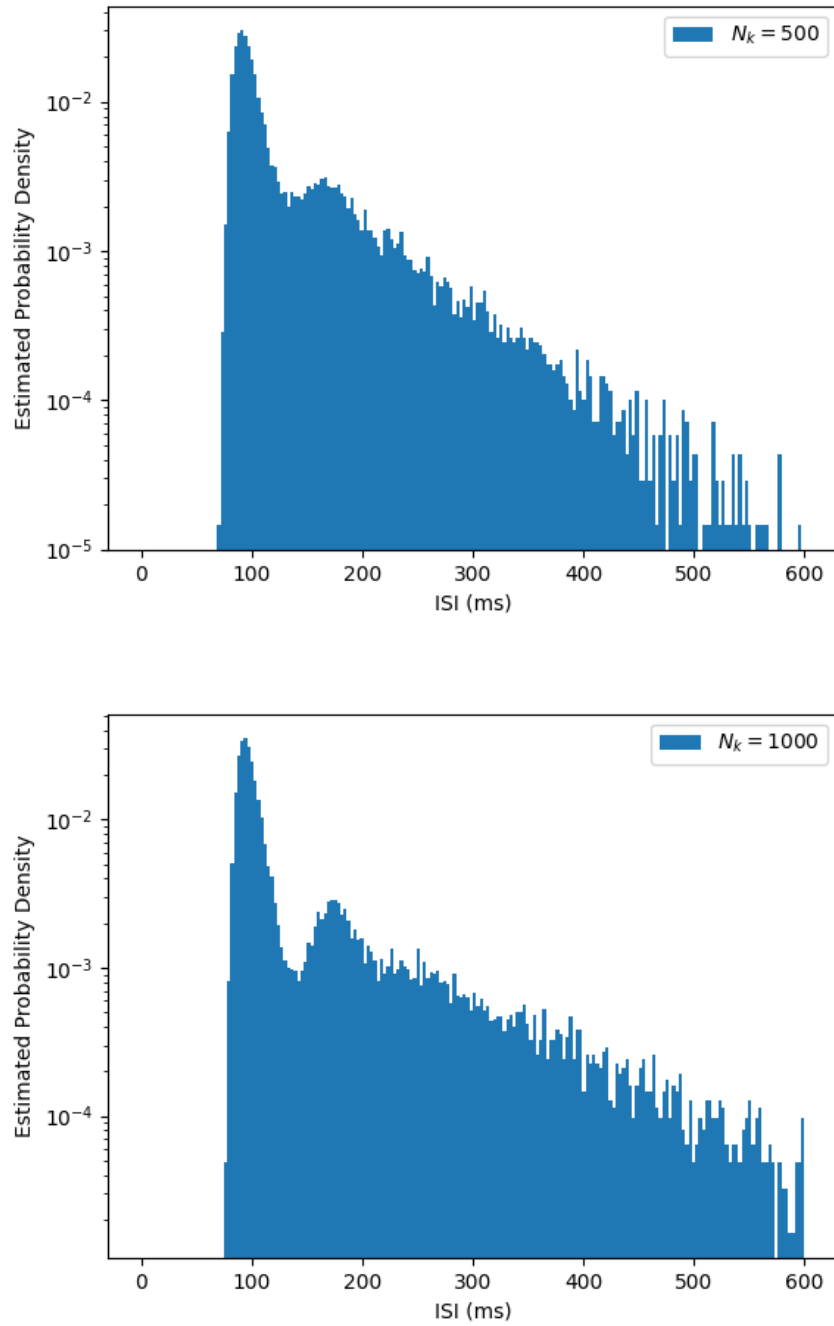 N_k = 500
10^{-2}
10^{-3}
10^{-4}
10^{-5}
Estimated Probability Density
0 100 200 300 400 500 600
ISI (ms)
N_k = 1000
10^{-2}
10^{-3}
10^{-4}
Estimated Probability Density
0 100 200 300 400 500 600
ISI (ms)